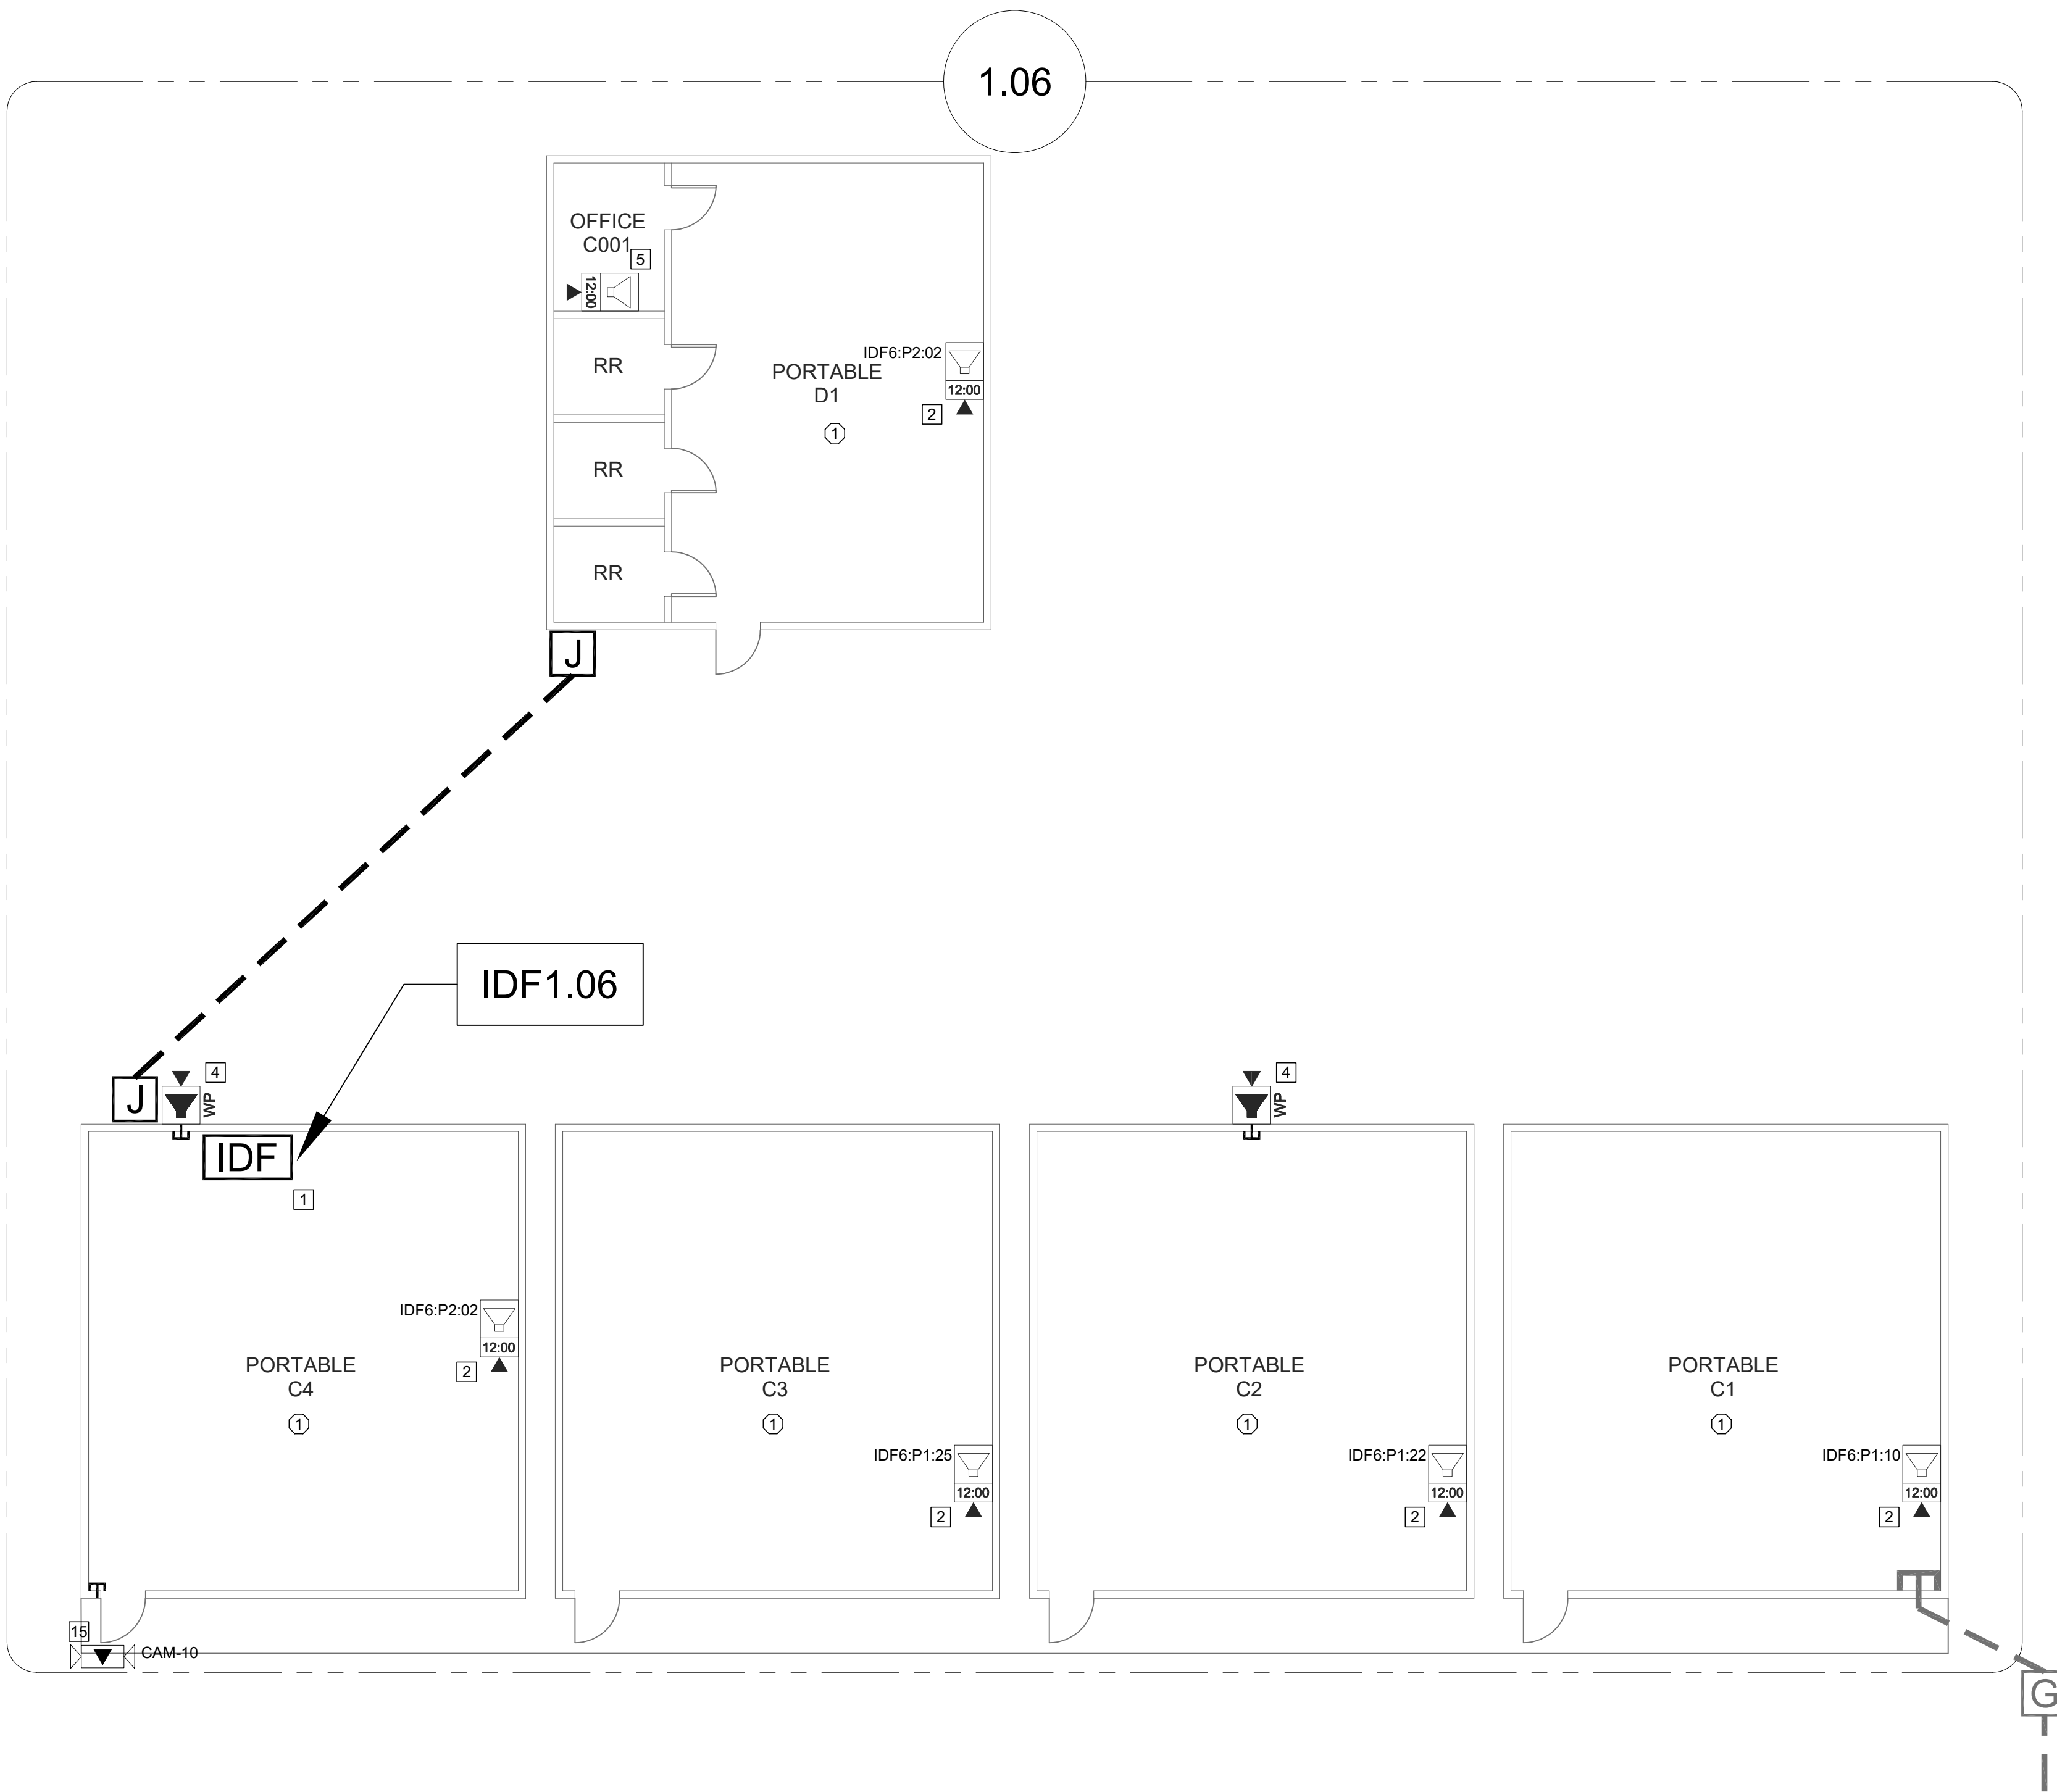 1.06
OFFICE
C001
5
12:00
RR
IDF6:P2:02
PORTABLE
D1
12:00
2
1
RR
RR
J
IDF1.06
J
4
WP
4
WP
IDF
1
IDF6:P2:02
12:00
2
PORTABLE
C4
1
PORTABLE
C3
1
IDF6:P1:25
12:00
2
PORTABLE
C2
1
IDF6:P1:22
12:00
2
PORTABLE
C1
1
IDF6:P1:10
12:00
2
15
CAM-10
G